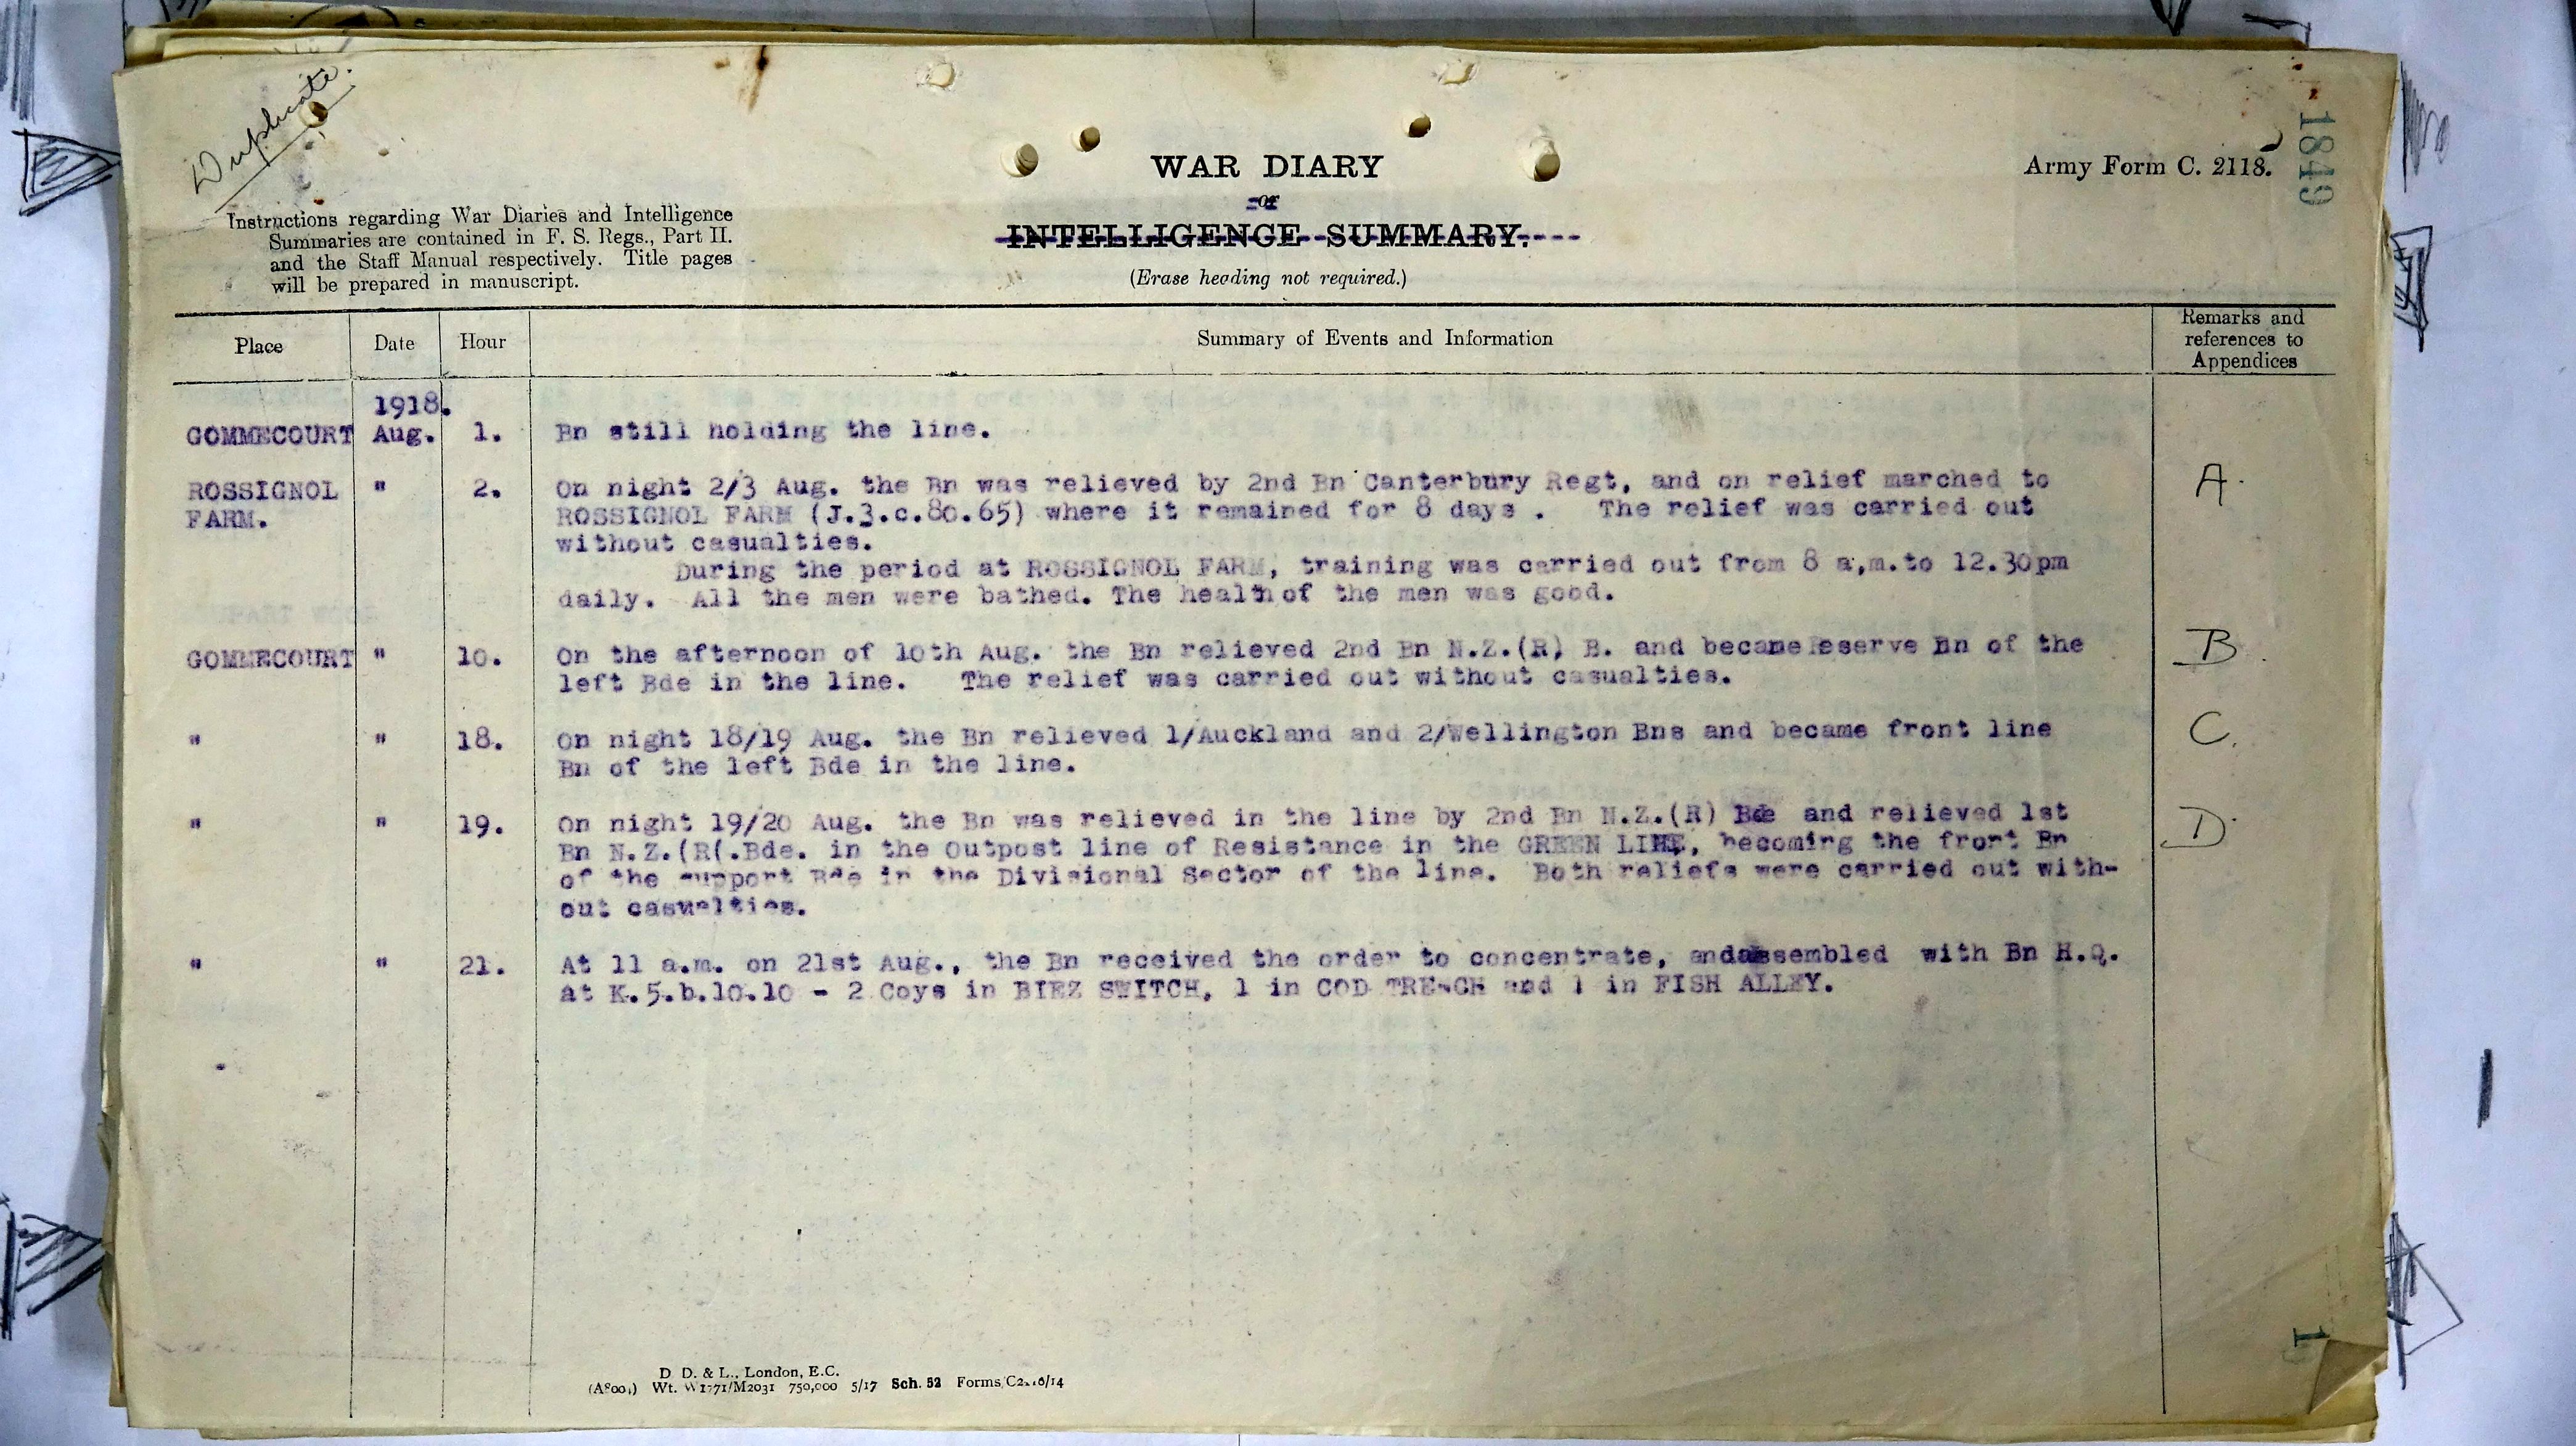 Duplicate.
1849
Army Form C. 2118.
WAR DIARY
or
INTELLIGENCE SUMMARY.
(Erase heading not required.)
Instructions regarding War Diaries and Intelligence
Summaries are contained in F. S. Regs., Part II.
and the Staff Manual respectively. Title pages
will be prepared in manuscript.
Place Date Hour Summary of Events and Information Remarks and
references to
Appendices
1918.
GOMMECOURT Aug. 1. Bn still holding the line.
ROSSIGNOL " 2. On night 2/3 Aug. the Bn was relieved by 2nd Bn Canterbury Regt, and on relief marched to A.
FARM. ROSSIGNOL FARM (J.3.c.80.65) where it remained for 8 days . The relief was carried out
without casualties.
During the period at ROSSIGNOL FARM, training was carried out from 8 a,m.to 12.30pm
daily. All the men were bathed. The health of the men was good.
GOMMECOURT " 10. On the afternoon of 10th Aug. the Bn relieved 2nd Bn N.Z.(R) B. and became Reserve Bn of the B.
left Bde in the line. The relief was carried out without casualties.
" " 18. On night 18/19 Aug. the Bn relieved 1/Auckland and 2/Wellington Bns and became front line C.
Bn of the left Bde in the line.
" " 19. On night 19/20 Aug. the Bn was relieved in the line by 2nd Bn N.Z.(R) Bde and relieved 1st D.
Bn N.Z.(R(.Bde. in the Outpost line of Resistance in the GREEN LINE, becoming the front Bn
of the support Bde in the Divisional Sector of the line. Both reliefs were carried out with-
out casualties.
" " 21. At 11 a.m. on 21st Aug., the Bn received the order to concentrate, and assembled with Bn H.Q.
at K.5.b.10.10 - 2 Coys in BIEZ SWITCH, 1 in COD TRENCH and 1 in FISH ALLEY.
1
D. D. & L., London, E.C.
Wt. W1771/M2031 750,000 5/17 Sch. 52 Forms